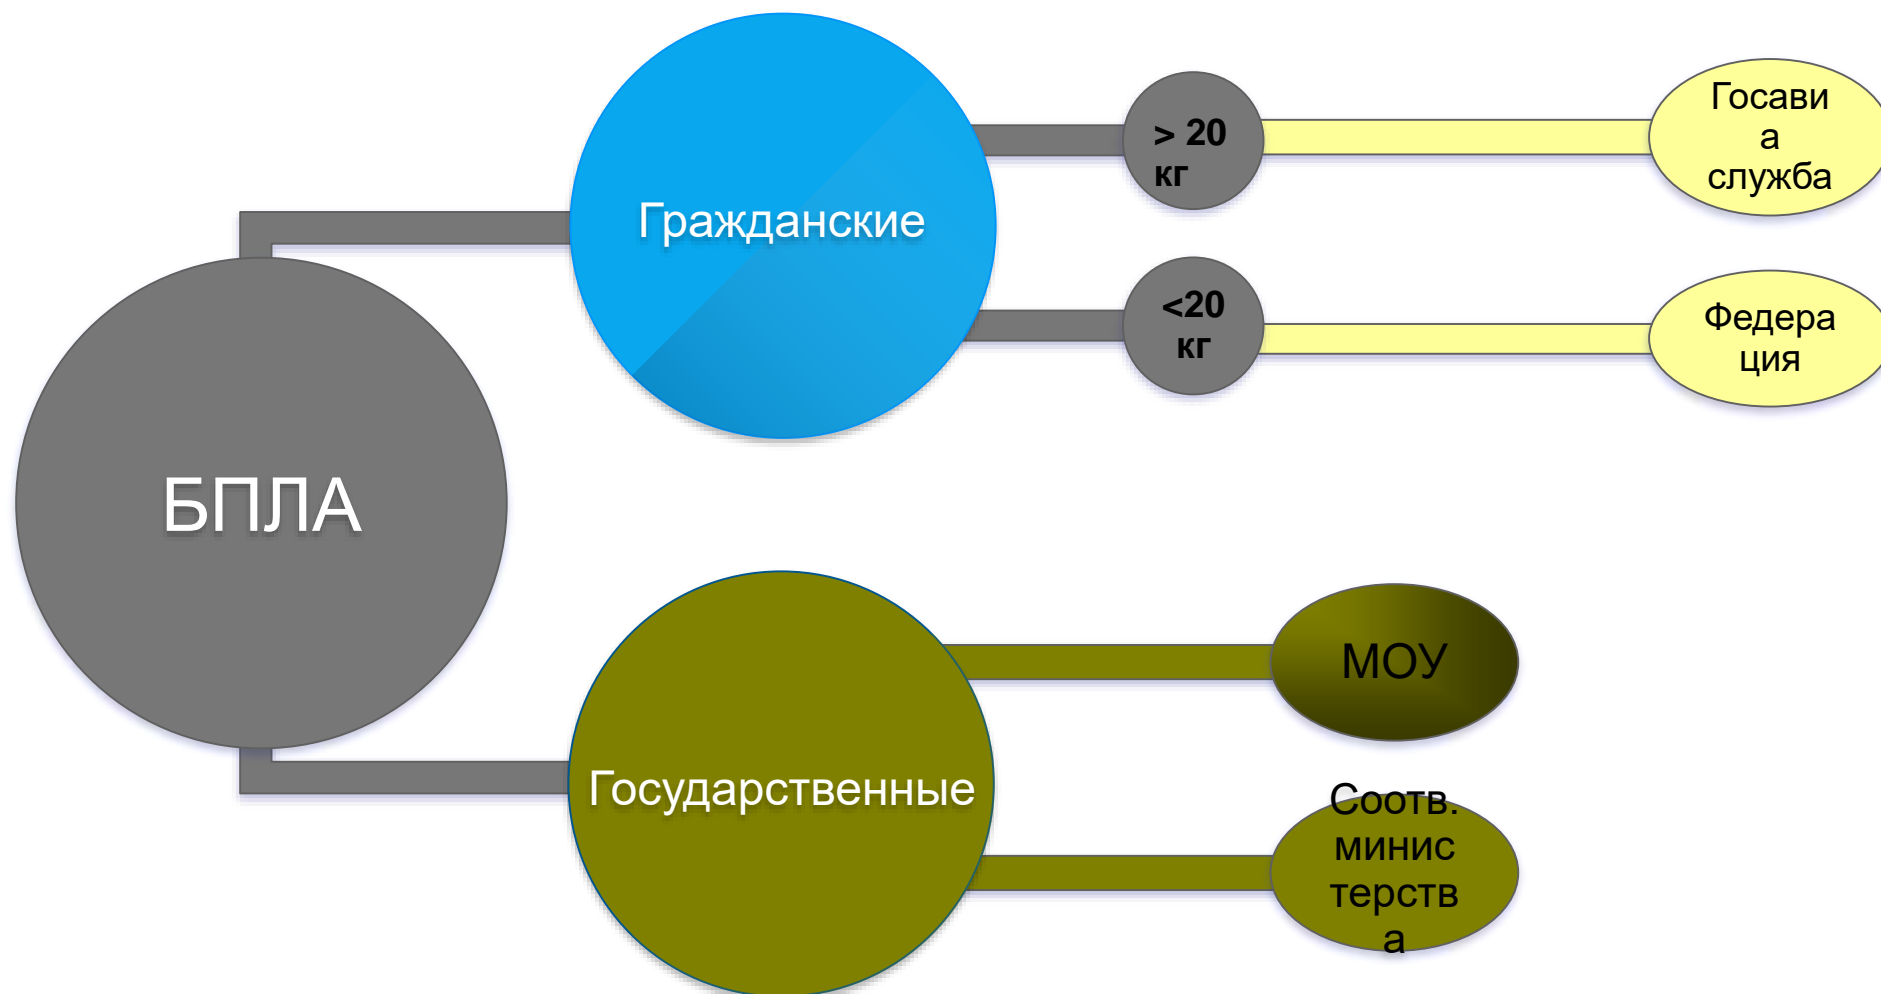 БПЛА
Гражданские
> 20
кг
Госави
а
служба
<20
кг
Федера
ция
Государственные
МОУ
Соотв.
минис
терств
а